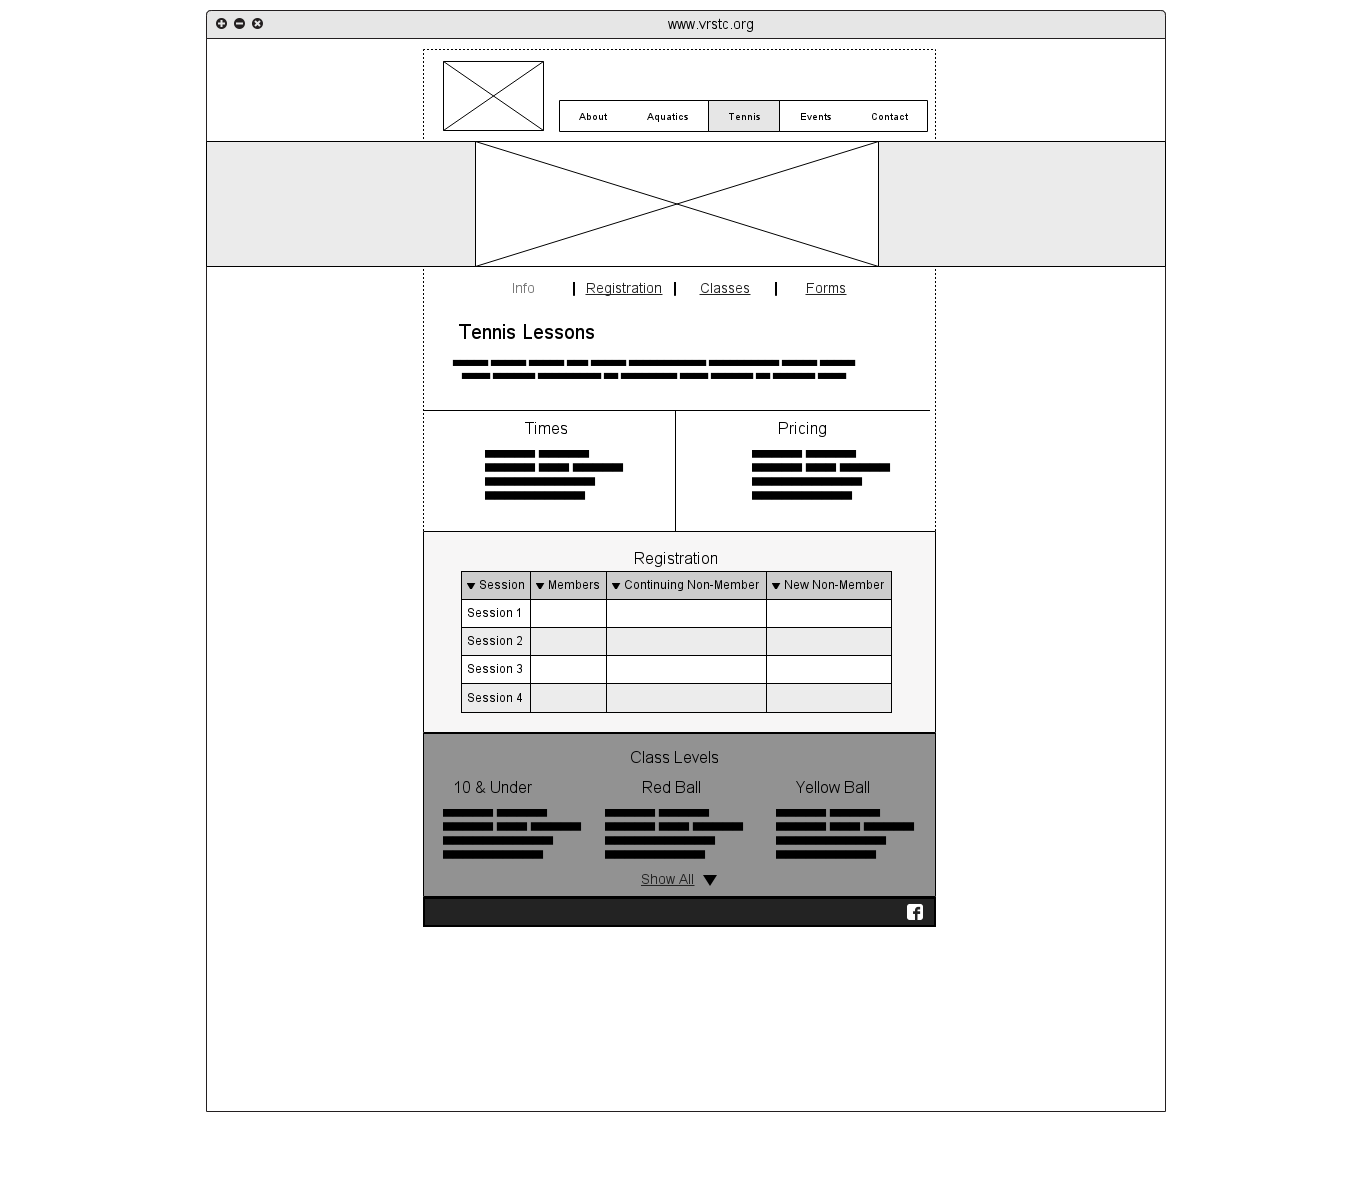 www.vrstc.org
About Aquatics Tennis Events Contact
Info Registration Classes Forms
Tennis Lessons
Times Pricing
Registration
Session Members Continuing Non-Member New Non-Member
Session 1
Session 2
Session 3
Session 4
Class Levels
10 & Under Red Ball Yellow Ball
Show All